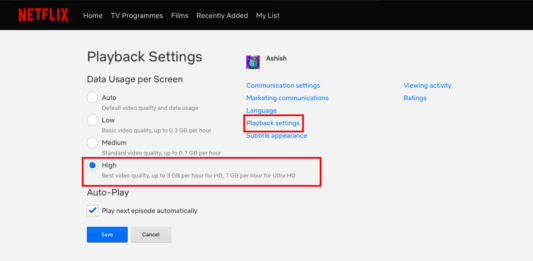 NETFLIX Home TV Programmes Films Recently Added My List
Playback Settings
Ashish
Data Usage per Screen
Auto
Default video quality and data usage
Low
Basic video quality, up to 0.3 GB per hour
Medium
Standard video quality, up to 0.7 GB per hour
High
Best video quality, up to 3 GB per hour for HD, 7 GB per hour for Ultra HD
Auto-Play
Play next episode automatically
Save Cancel
Communication settings
Marketing communications
Language
Playback settings
Subtitle appearance
Viewing activity
Ratings